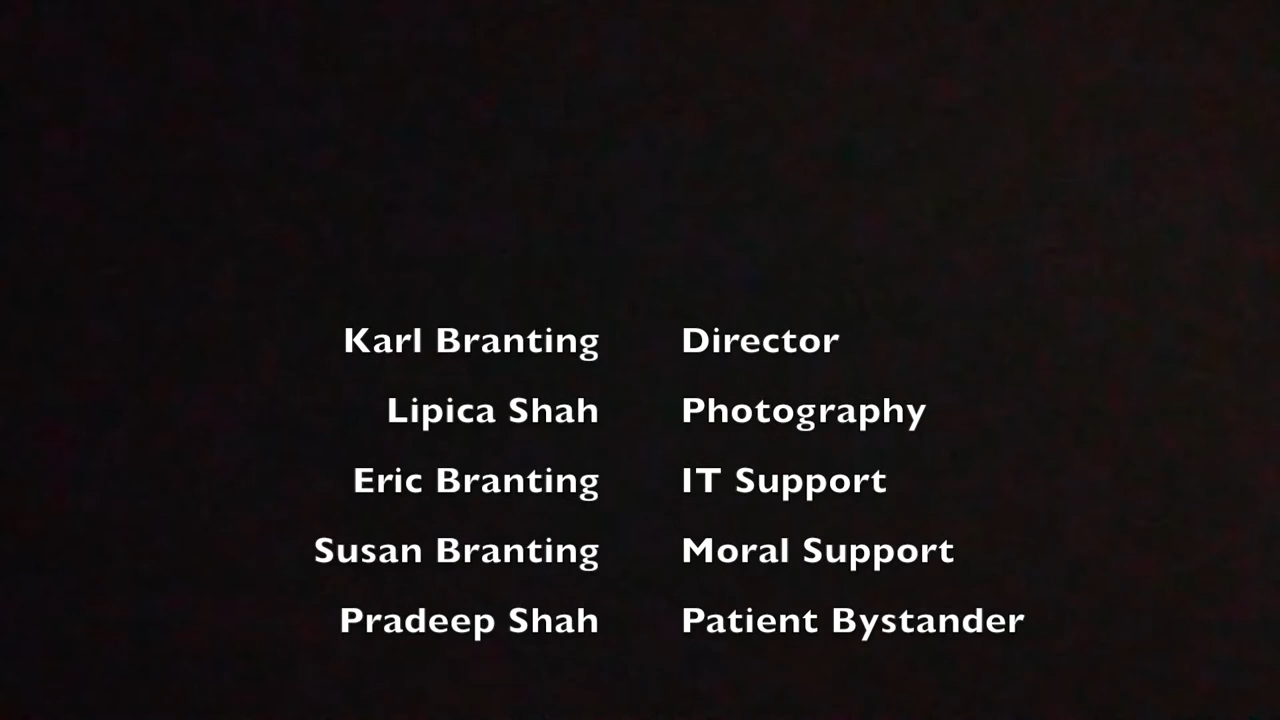 Karl Branting Director
Lipica Shah Photography
Eric Branting IT Support
Susan Branting Moral Support
Pradeep Shah Patient Bystander